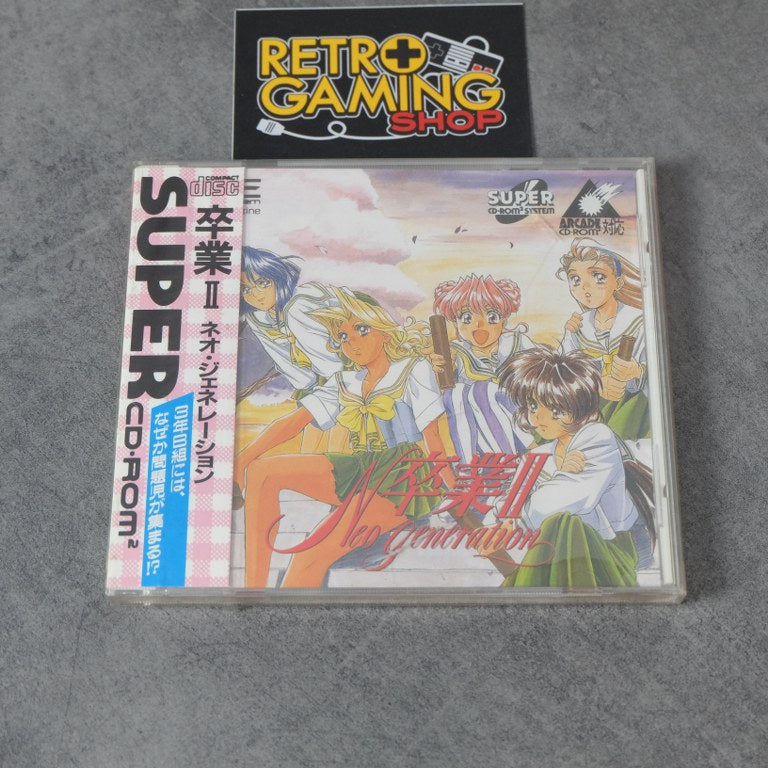 RETRO
GAMING
SHOP
COMPACT
disc
SUPER
CD-ROM²
卒業II
ネオ・ジェネレーション
3年B組には、
なぜか問題児が集まる!?
SUPER
CD-ROM² SYSTEM
ARCADE
CD-ROM²
対応
卒業II
Neo generation